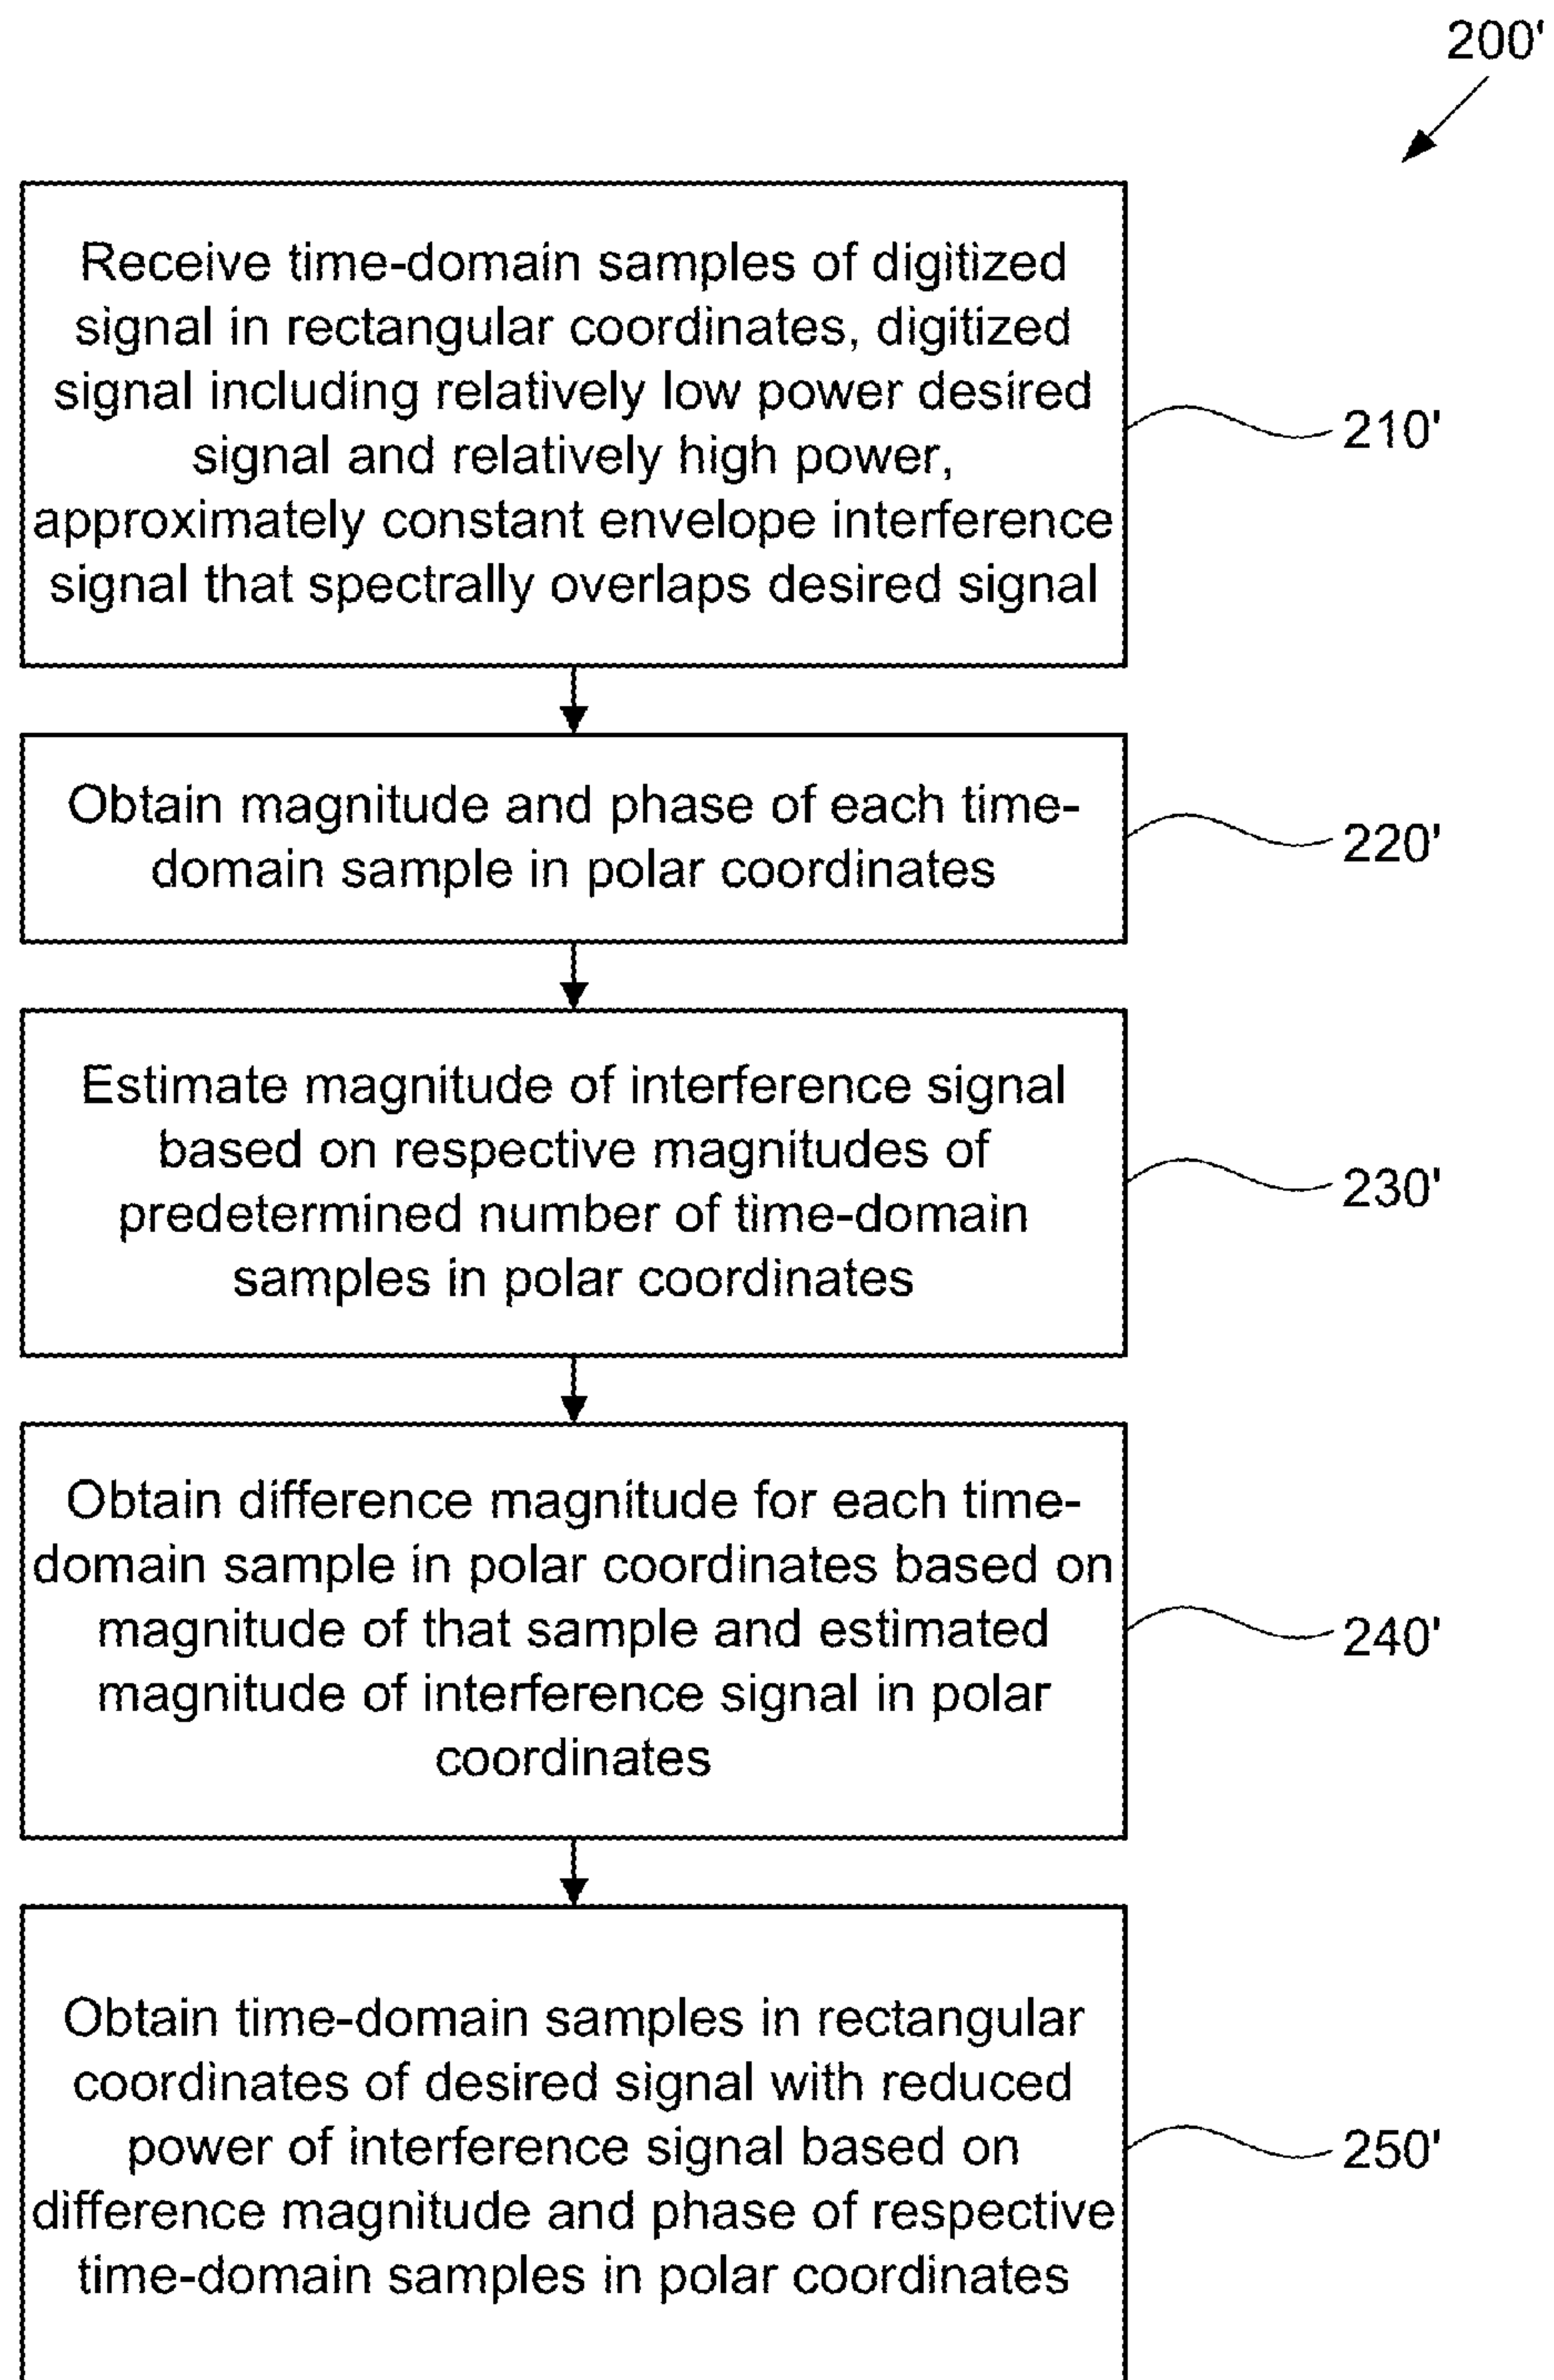 200'
Receive time-domain samples of digitized
signal in rectangular coordinates, digitized
signal including relatively low power desired
signal and relatively high power,
approximately constant envelope interference
signal that spectrally overlaps desired signal
210'
Obtain magnitude and phase of each time-
domain sample in polar coordinates
220'
Estimate magnitude of interference signal
based on respective magnitudes of
predetermined number of time-domain
samples in polar coordinates
230'
Obtain difference magnitude for each time-
domain sample in polar coordinates based on
magnitude of that sample and estimated
magnitude of interference signal in polar
coordinates
240'
Obtain time-domain samples in rectangular
coordinates of desired signal with reduced
power of interference signal based on
difference magnitude and phase of respective
time-domain samples in polar coordinates
250'